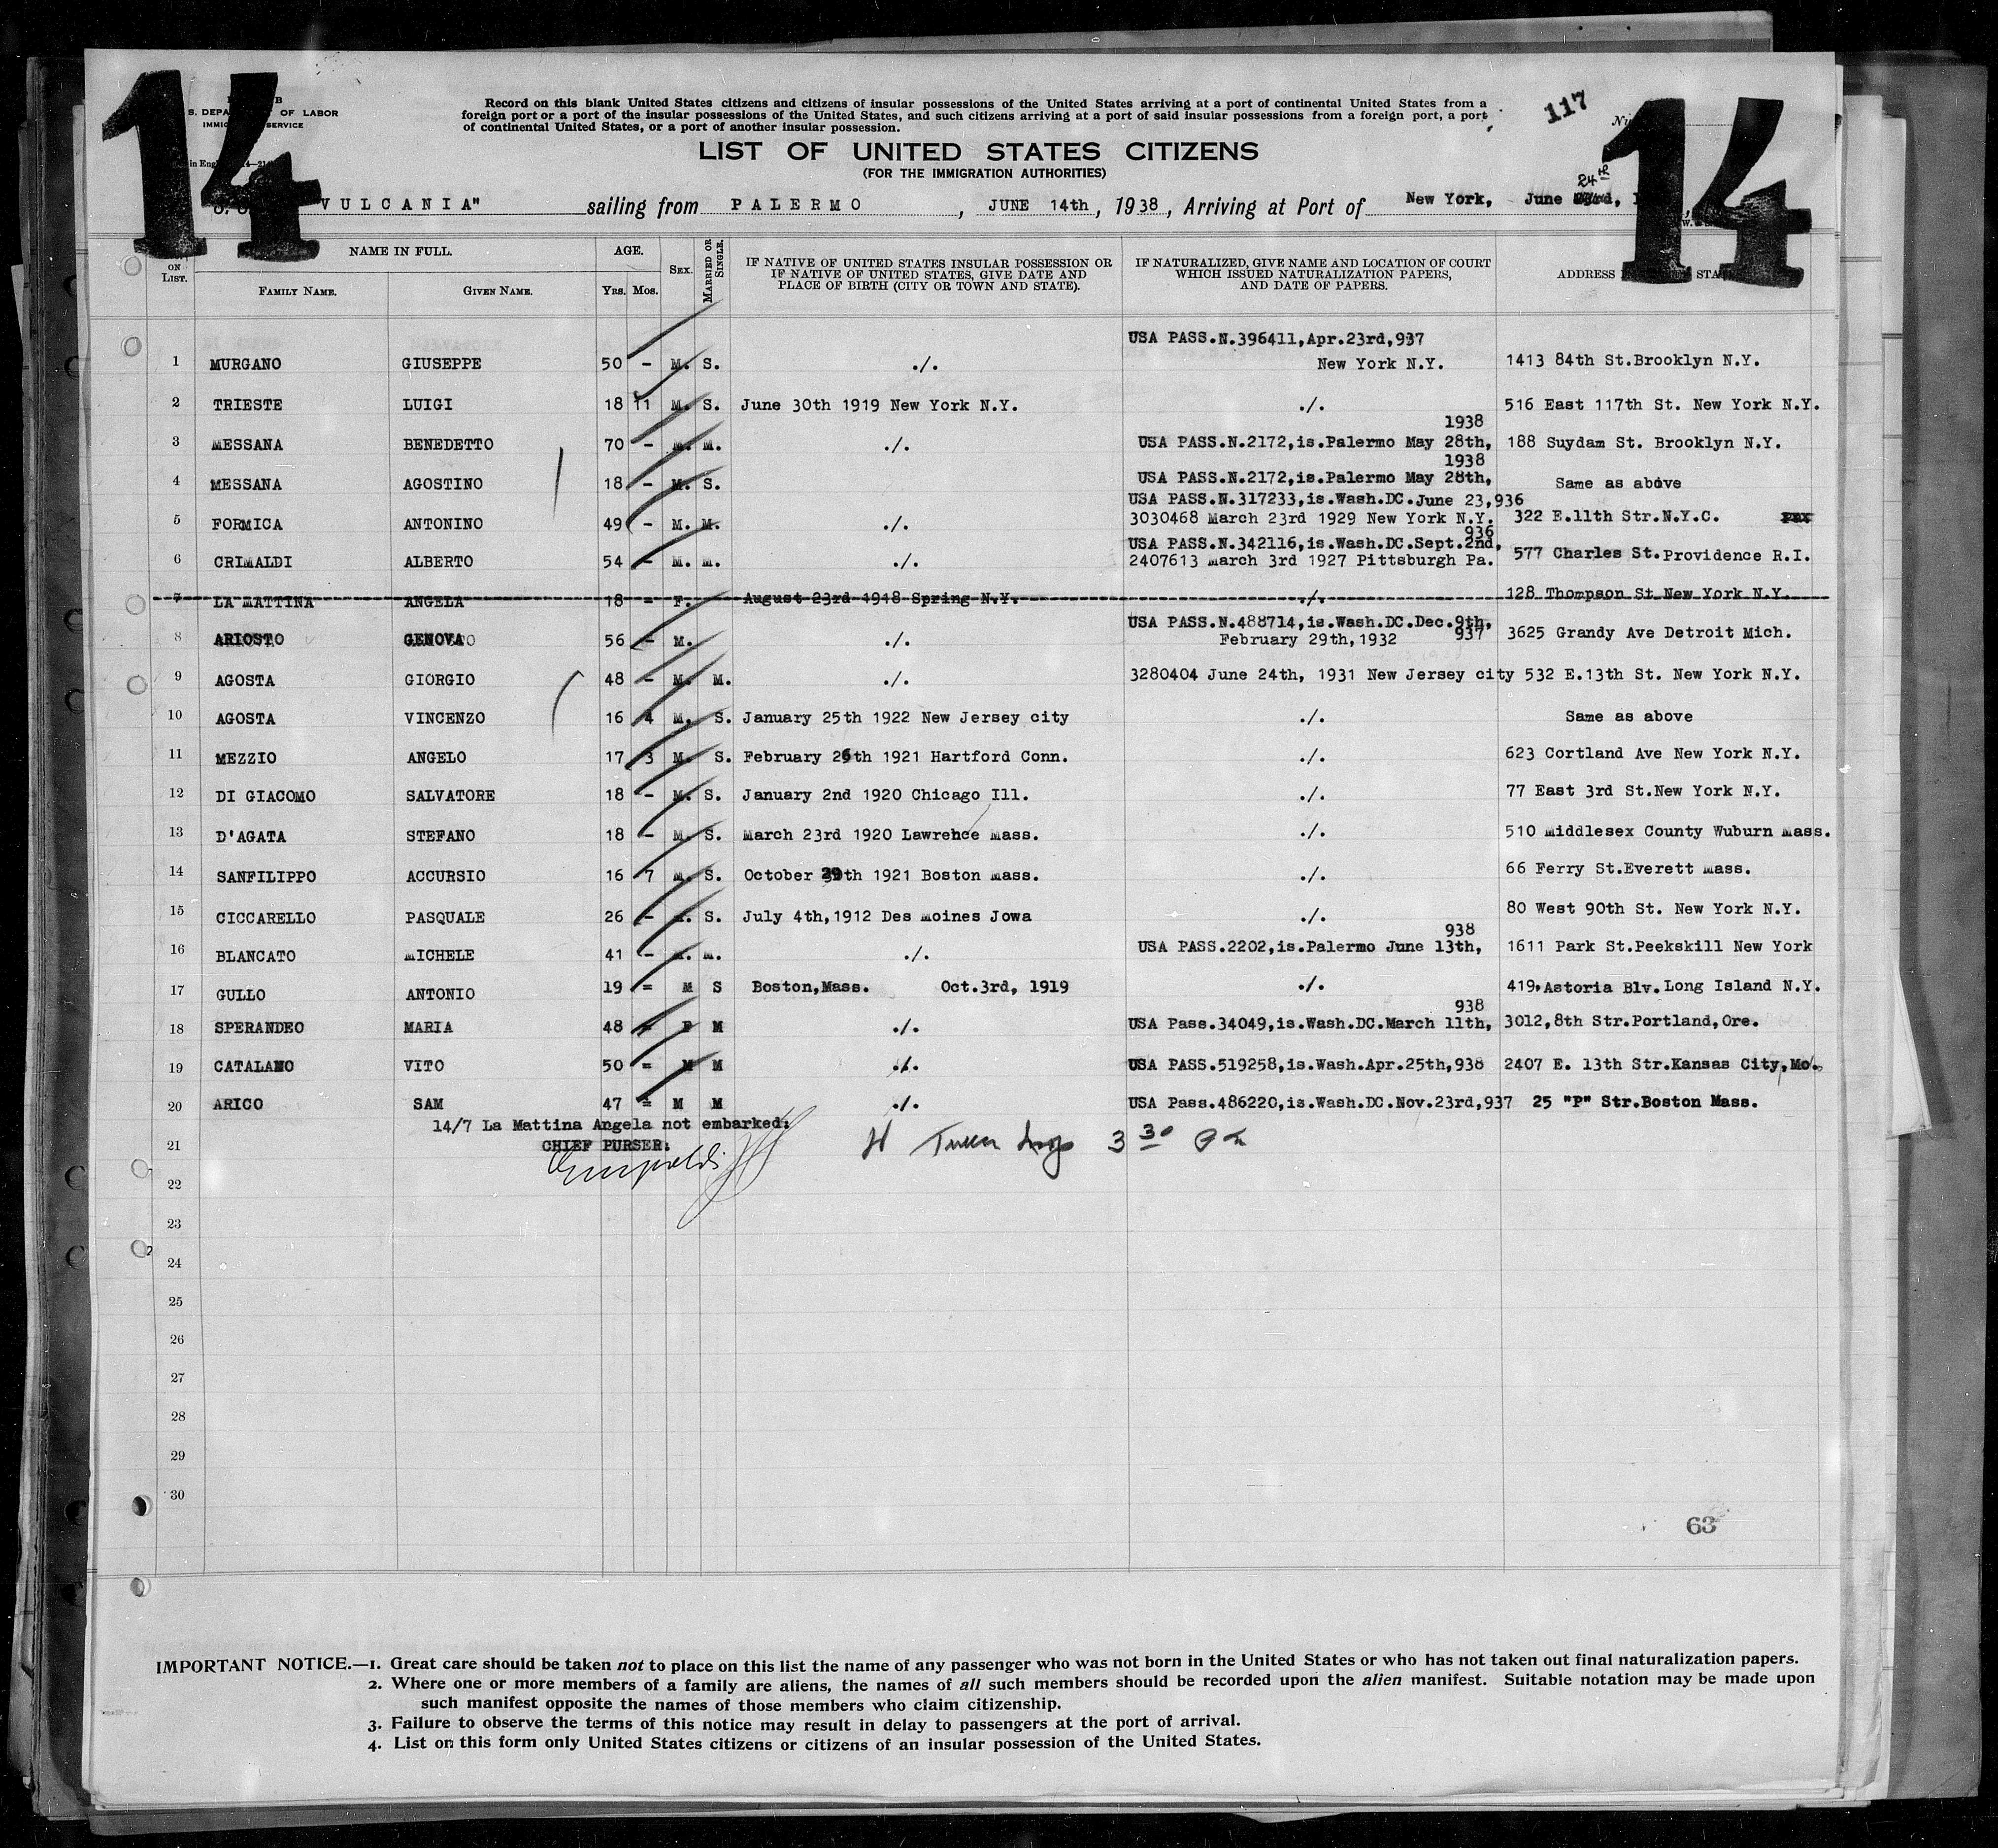 14
117
14
S. DEPA OF LABOR
IMMIG SERVICE
Record on this blank United States citizens and citizens of insular possessions of the United States arriving at a port of continental United States from a
foreign port or a port of the insular possessions of the United States, and such citizens arriving at a port of said insular possessions from a foreign port, a port
of continental United States, or a port of another insular possession.
LIST OF UNITED STATES CITIZENS
(FOR THE IMMIGRATION AUTHORITIES)
VULCANIA" sailing from PALERMO, JUNE 14th, 1938, Arriving at Port of New York, June 24th
ON LIST. NAME IN FULL. AGE. SEX. MARRIED OR SINGLE. IF NATIVE OF UNITED STATES INSULAR POSSESSION OR IF NATIVE OF UNITED STATES, GIVE DATE AND PLACE OF BIRTH (CITY OR TOWN AND STATE). IF NATURALIZED, GIVE NAME AND LOCATION OF COURT WHICH ISSUED NATURALIZATION PAPERS, AND DATE OF PAPERS. ADDRESS
FAMILY NAME. GIVEN NAME. YRS. MOS.
USA PASS.N.396411,Apr.23rd,937
1 MURGANO GIUSEPPE 50 - M. S. ./. New York N.Y. 1413 84th St.Brooklyn N.Y.
2 TRIESTE LUIGI 18 11 M. S. June 30th 1919 New York N.Y. ./. 516 East 117th St. New York N.Y.
1938
3 MESSANA BENEDETTO 70 - M. M. ./. USA PASS.N.2172,is.Palermo May 28th, 188 Suydam St. Brooklyn N.Y.
1938
4 MESSANA AGOSTINO 18 - M. S. USA PASS.N.2172,is.Palermo May 28th, Same as above
USA PASS.N.317233,is.Wash.DC.June 23,936
5 FORMICA ANTONINO 49 - M. M. ./. 3030468 March 23rd 1929 New York N.Y. 322 E.11th Str.N.Y.C.
936
USA PASS.N.342116,is.Wash.DC.Sept.2nd,
6 CRIMALDI ALBERTO 54 - M. M. ./. 2407613 March 3rd 1927 Pittsburgh Pa. 577 Charles St.Providence R.I.
7 LA MATTINA ANGELA 18 - F. August 23rd 1918 Spring N.Y. ./. 128 Thompson St New York N.Y.
USA PASS.N.488714,is.Wash.DC.Dec.9th,
8 ARIOSTO GENOVA 56 - M. ./. February 29th,1932 937 3625 Grandy Ave Detroit Mich.
9 AGOSTA GIORGIO 48 - M. M. ./. 3280404 June 24th, 1931 New Jersey city 532 E.13th St. New York N.Y.
10 AGOSTA VINCENZO 16 4 M. S. January 25th 1922 New Jersey city ./. Same as above
11 MEZZIO ANGELO 17 3 M. S. February 26th 1921 Hartford Conn. ./. 623 Cortland Ave New York N.Y.
12 DI GIACOMO SALVATORE 18 - M. S. January 2nd 1920 Chicago Ill. ./. 77 East 3rd St.New York N.Y.
13 D'AGATA STEFANO 18 - M. S. March 23rd 1920 Lawrence Mass. ./. 510 Middlesex County Wuburn Mass.
14 SANFILIPPO ACCURSIO 16 7 M. S. October 29th 1921 Boston Mass. ./. 66 Ferry St.Everett Mass.
15 CICCARELLO PASQUALE 26 - M. S. July 4th,1912 Des Moines Jowa ./. 80 West 90th St. New York N.Y.
938
16 BLANCATO MICHELE 41 - M. M. ./. USA PASS.2202,is.Palermo June 13th, 1611 Park St.Peekskill New York
17 GULLO ANTONIO 19 = M S Boston,Mass. Oct.3rd, 1919 ./. 419,Astoria Blv.Long Island N.Y.
938
18 SPERANDEO MARIA 48 = F M ./. USA Pass.34049,is.Wash.DC.March 11th, 3012,8th Str.Portland,Ore.
19 CATALANO VITO 50 = M M ./. USA PASS.519258,is.Wash.Apr.25th,938 2407 E. 13th Str.Kansas City,Mo.
20 ARICO SAM 47 = M M ./. USA Pass.486220,is.Wash.DC.Nov.23rd,937 25 "P" Str.Boston Mass.
14/7 La Mattina Angela not embarked:
21 CHIEF PURSER:
3 30
22
23
24
25
26
27
28
29
30
63
IMPORTANT NOTICE.—1. Great care should be taken not to place on this list the name of any passenger who was not born in the United States or who has not taken out final naturalization papers.
2. Where one or more members of a family are aliens, the names of all such members should be recorded upon the alien manifest. Suitable notation may be made upon
such manifest opposite the names of those members who claim citizenship.
3. Failure to observe the terms of this notice may result in delay to passengers at the port of arrival.
4. List on this form only United States citizens or citizens of an insular possession of the United States.